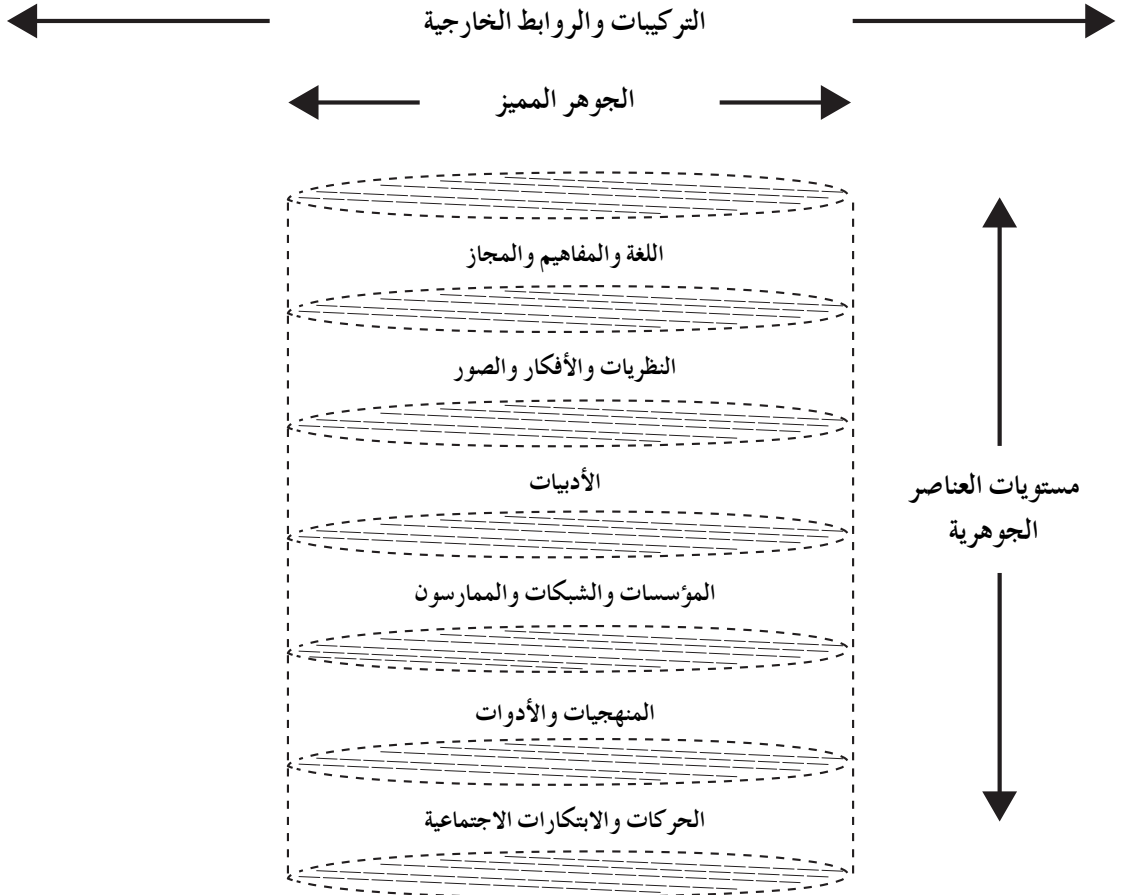 التركيبات والروابط الخارجية
الجوهر المميز
اللغة والمفاهيم والمجاز
النظريات والأفكار والصور
الأدبيات
مستويات العناصر
الجوهرية
المؤسسات والشبكات والممارسون
المنهجيات والأدوات
الحركات والابتكارات الاجتماعية